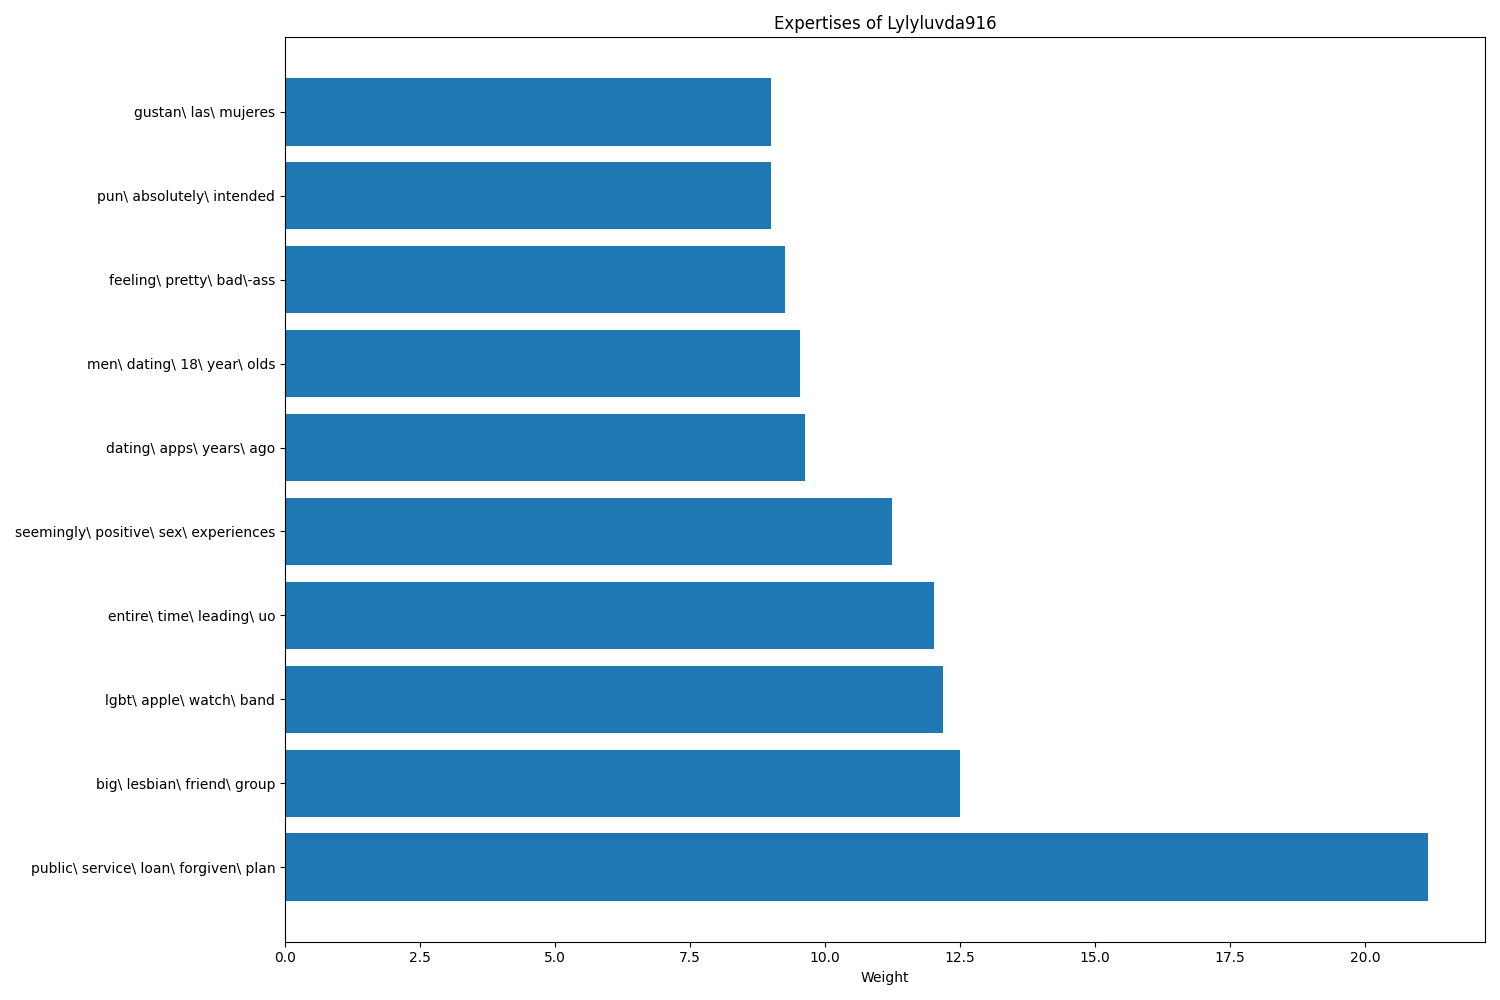 Expertises of Lylyluvda916
gustan\ las\ mujeres
pun\ absolutely\ intended
feeling\ pretty\ bad\-ass
men\ dating\ 18\ year\ olds
dating\ apps\ years\ ago
seemingly\ positive\ sex\ experiences
entire\ time\ leading\ uo
lgbt\ apple\ watch\ band
big\ lesbian\ friend\ group
public\ service\ loan\ forgiven\ plan
0.0 2.5 5.0 7.5 10.0 12.5 15.0 17.5 20.0
Weight